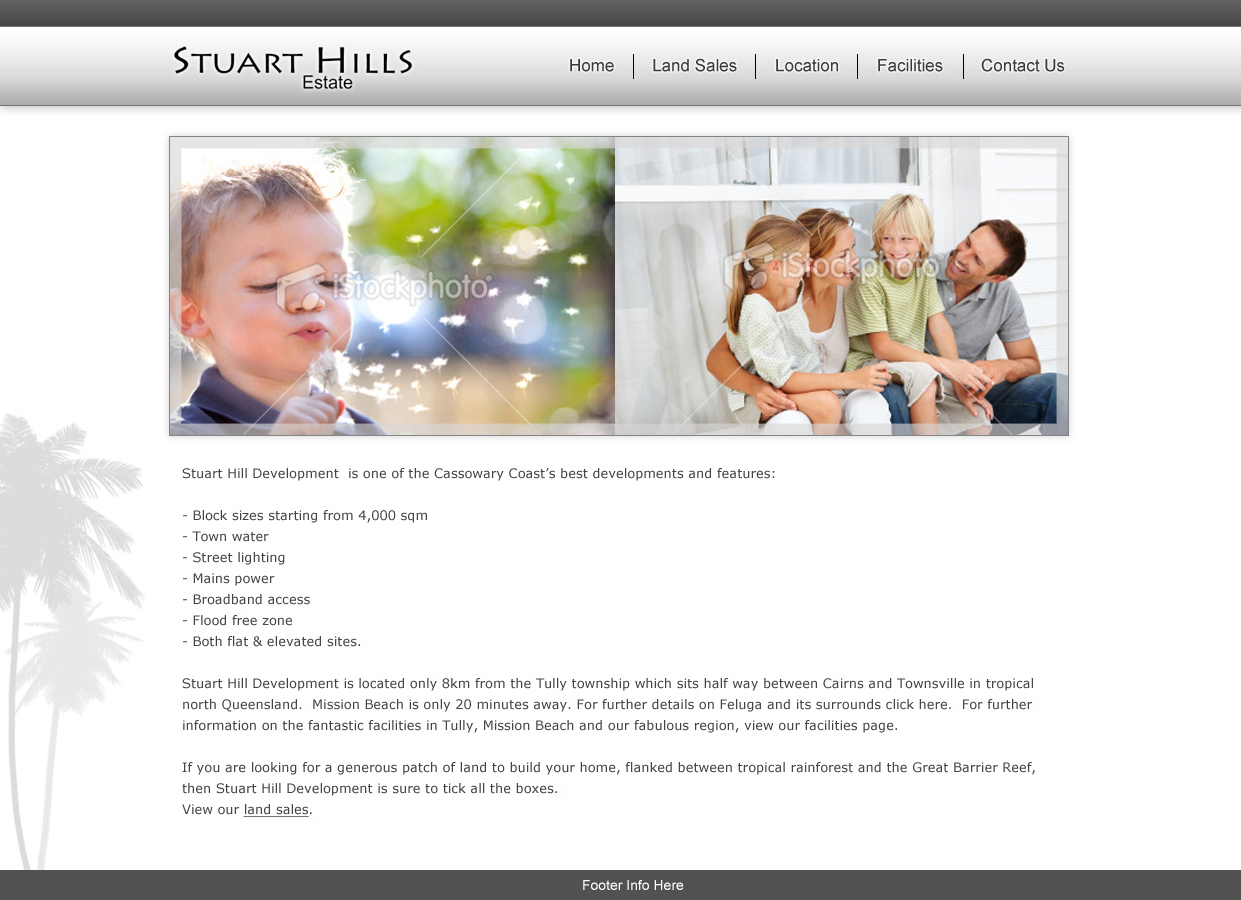 Stuart Hills
Estate
Home
Land Sales
Location
Facilities
Contact Us
iStockphoto
iStockphoto
Stuart Hill Development  is one of the Cassowary Coast’s best developments and features:
- Block sizes starting from 4,000 sqm
- Town water
- Street lighting
- Mains power
- Broadband access
- Flood free zone
- Both flat & elevated sites.
Stuart Hill Development is located only 8km from the Tully township which sits half way between Cairns and Townsville in tropical
north Queensland.  Mission Beach is only 20 minutes away. For further details on Feluga and its surrounds click here.  For further
information on the fantastic facilities in Tully, Mission Beach and our fabulous region, view our facilities page.
If you are looking for a generous patch of land to build your home, flanked between tropical rainforest and the Great Barrier Reef,
then Stuart Hill Development is sure to tick all the boxes.
View our land sales.
Footer Info Here